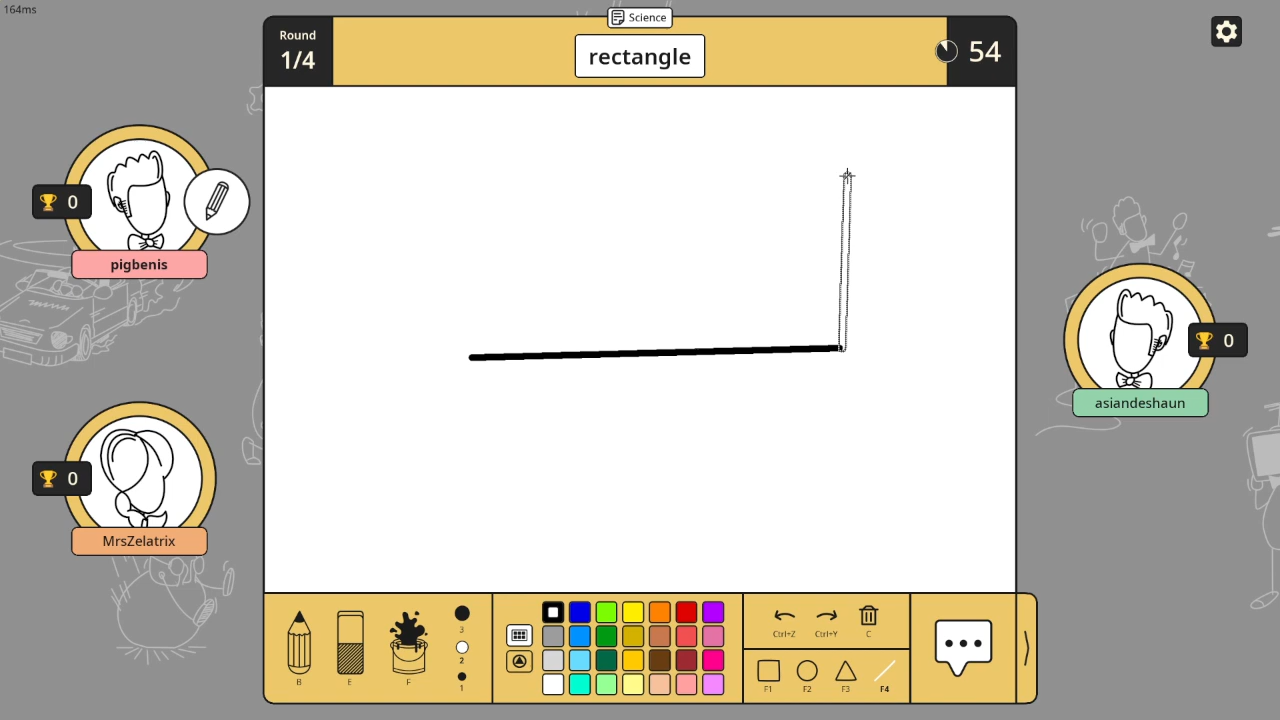 164ms
Science
Round
1/4
rectangle
54
0
pigbenis
0
asiandeshaun
0
MrsZelatrix
B
E
F
3
2
1
Ctrl+Z
Ctrl+Y
C
F1
F2
F3
F4